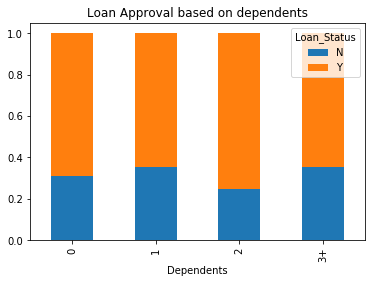 Loan Approval based on dependents
Loan_Status
N
Y
1.0
0.8
0.6
0.4
0.2
0.0
0
1
2
3+
Dependents